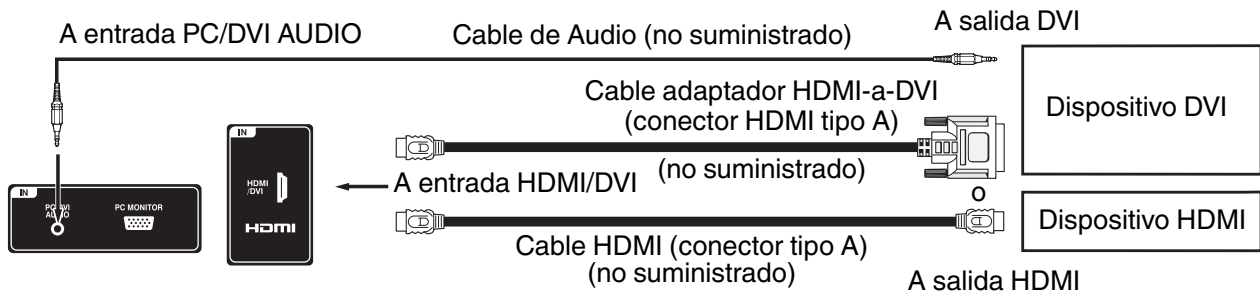 A entrada PC/DVI AUDIO
Cable de Audio (no suministrado)
A salida DVI
Cable adaptador HDMI-a-DVI
(conector HDMI tipo A)
(no suministrado)
Dispositivo DVI
IN
HDMI
/DVI
HDMI
A entrada HDMI/DVI
o
IN
PC/DVI
AUDIO
PC MONITOR
Cable HDMI (conector tipo A)
(no suministrado)
Dispositivo HDMI
A salida HDMI